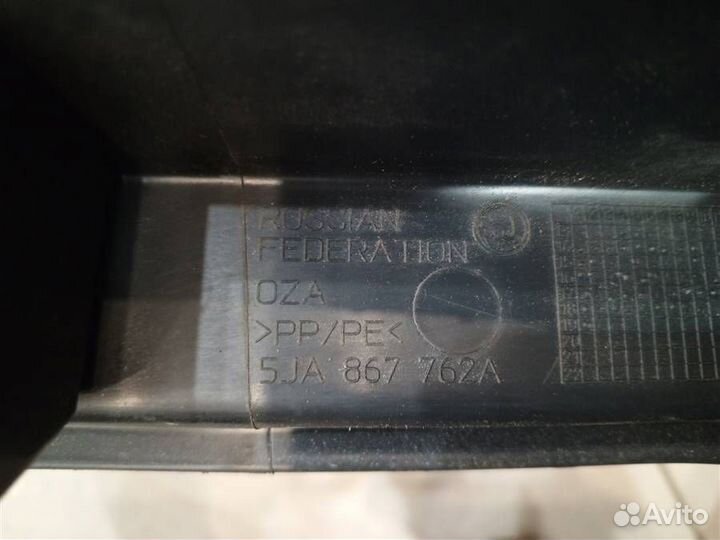 RUSSIAN
FEDERATION
OZA
>PP/PE<
5JA 867 762A
Avito